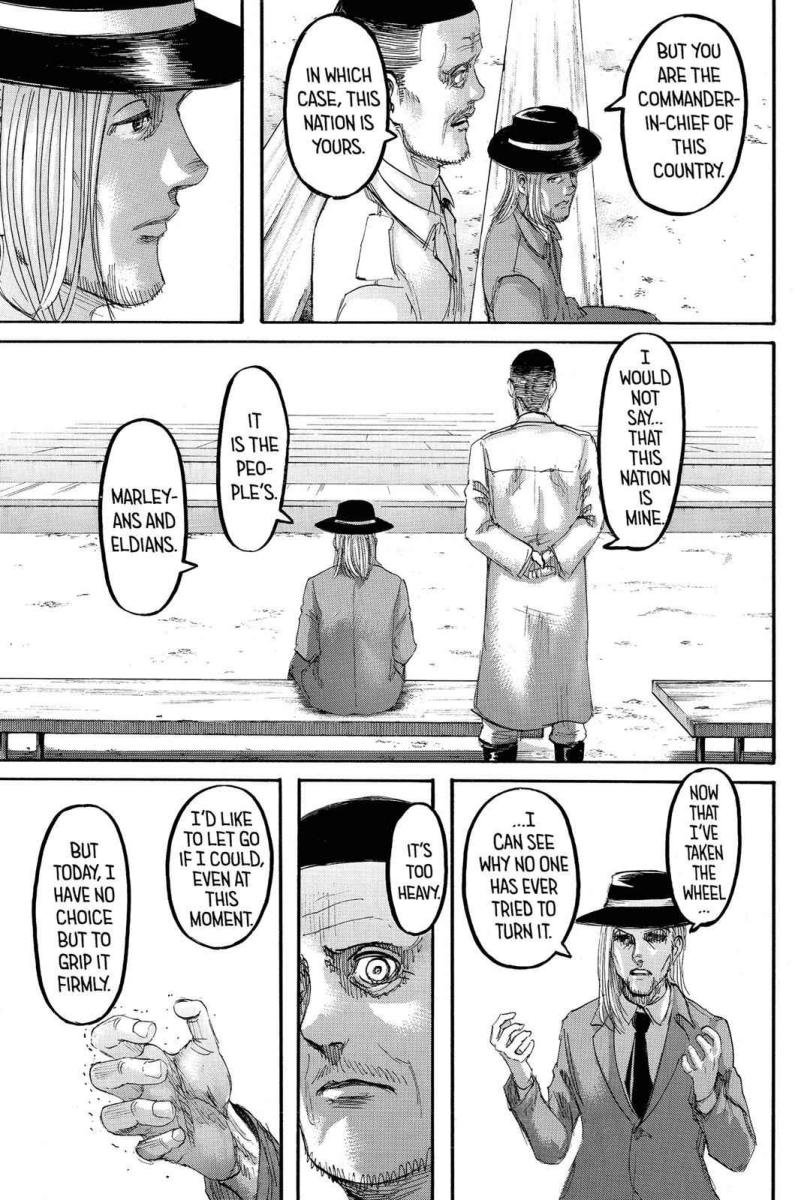 BUT YOU
ARE THE
COMMANDER-
IN-CHIEF OF
THIS
COUNTRY.
IN WHICH
CASE, THIS
NATION IS
YOURS.
I
WOULD
NOT
SAY...
THAT
THIS
NATION
IS
MINE.
IT
IS THE
PEO-
PLE'S.
MARLEY-
ANS AND
ELDIANS.
NOW
THAT
I'VE
TAKEN
THE
WHEEL
...
...I
CAN SEE
WHY NO ONE
HAS EVER
TRIED TO
TURN IT.
IT'S
TOO
HEAVY.
I'D LIKE
TO LET GO
IF I COULD,
EVEN AT
THIS
MOMENT.
BUT
TODAY, I
HAVE NO
CHOICE
BUT TO
GRIP IT
FIRMLY.